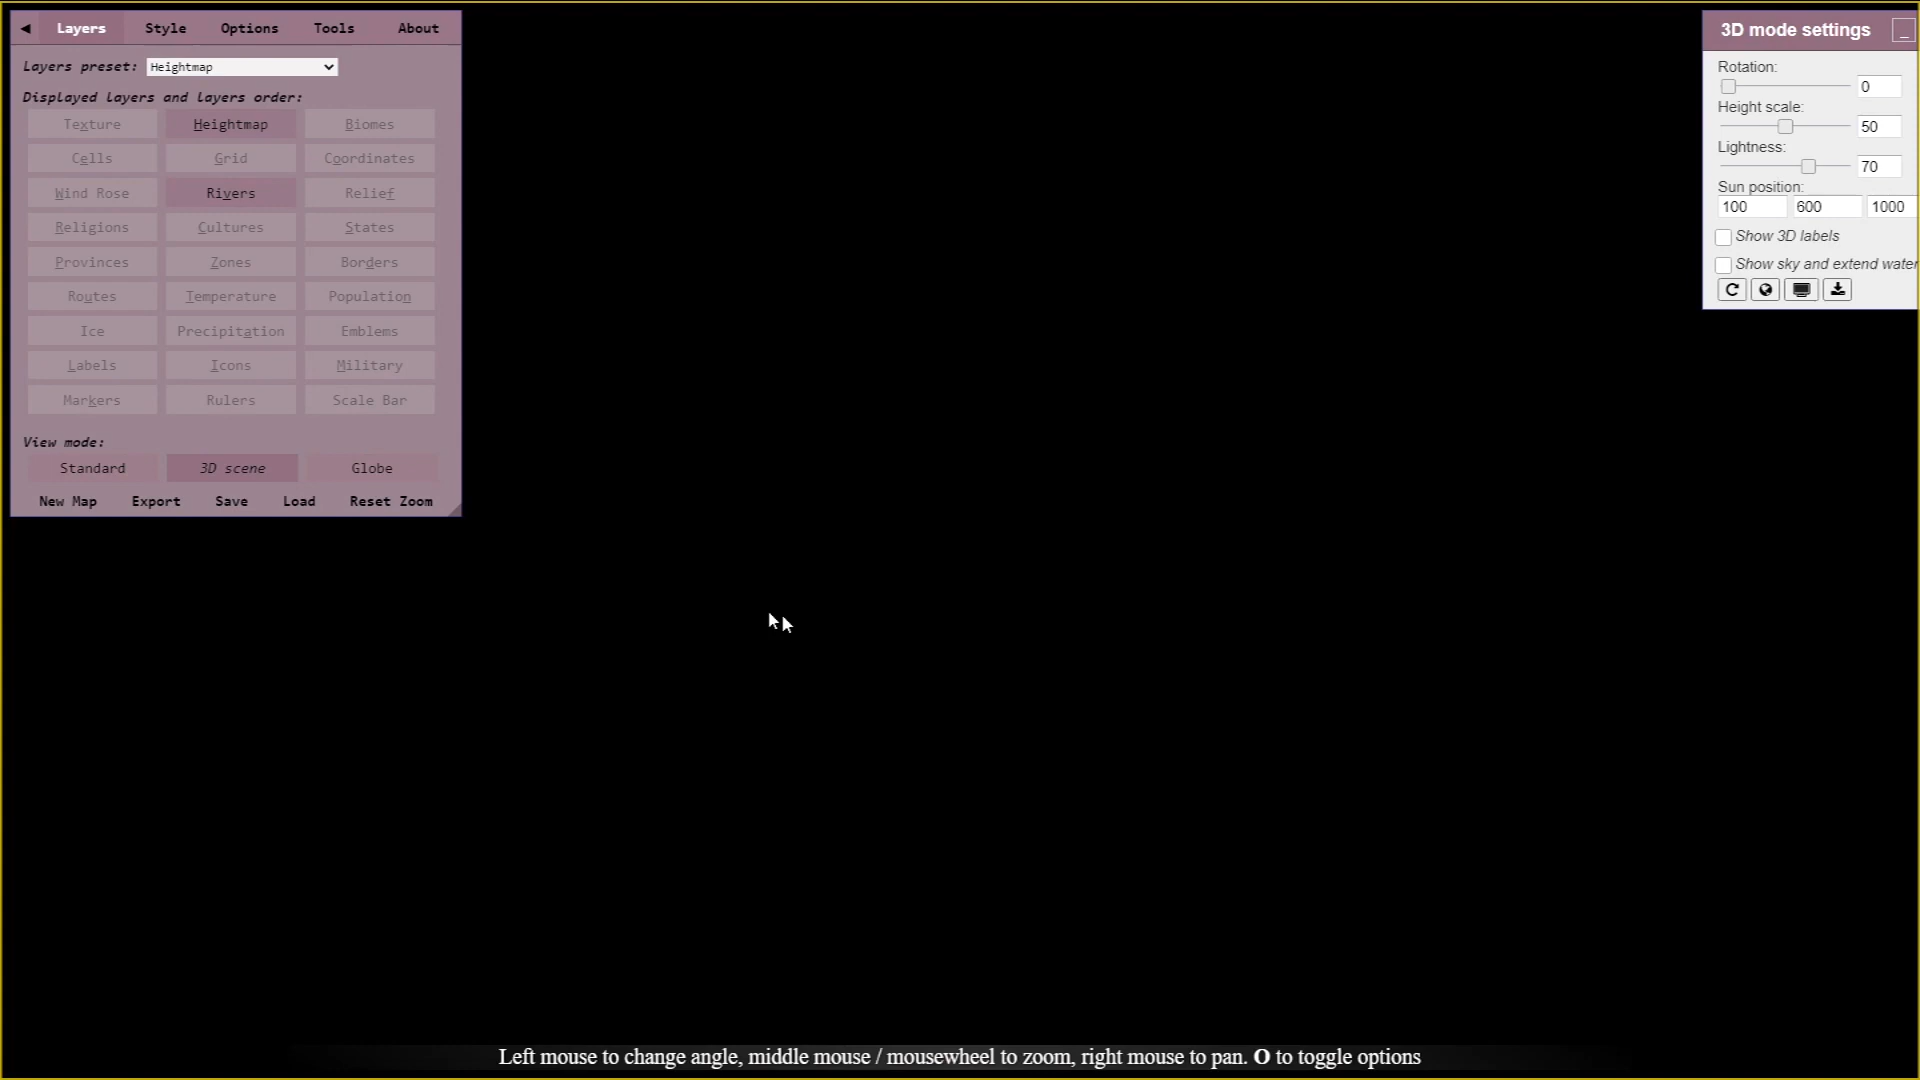 ◀ Layers Style Options Tools About
Layers preset: Heightmap
Displayed layers and layers order:
Texture Heightmap Biomes
Cells Grid Coordinates
Wind Rose Rivers Relief
Religions Cultures States
Provinces Zones Borders
Routes Temperature Population
Ice Precipitation Emblems
Labels Icons Military
Markers Rulers Scale Bar
View mode:
Standard 3D scene Globe
New Map Export Save Load Reset Zoom
3D mode settings _
Rotation:
0
Height scale:
50
Lightness:
70
Sun position:
100 600 1000
Show 3D labels
Show sky and extend water
Left mouse to change angle, middle mouse / mousewheel to zoom, right mouse to pan. O to toggle options